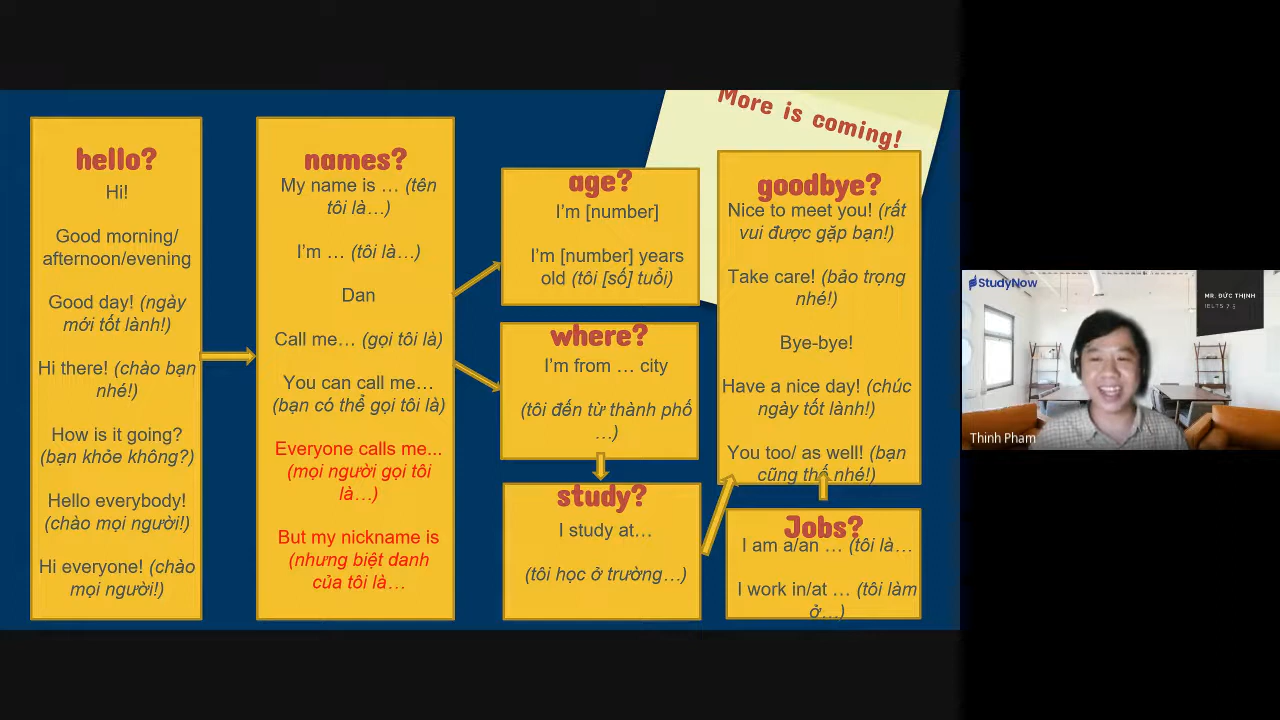 More is coming!
hello?
Hi!
Good morning/
afternoon/evening
Good day! (ngày
mới tốt lành!)
Hi there! (chào bạn
nhé!)
How is it going?
(bạn khỏe không?)
Hello everybody!
(chào mọi người!)
Hi everyone! (chào
mọi người!)
names?
My name is … (tên
tôi là…)
I’m … (tôi là…)
Dan
Call me… (gọi tôi là)
You can call me…
(bạn có thể gọi tôi là)
Everyone calls me...
(mọi người gọi tôi
là…)
But my nickname is
(nhưng biệt danh
của tôi là…
age?
I’m [number]
I’m [number] years
old (tôi [số] tuổi)
where?
I’m from … city
(tôi đến từ thành phố
…)
study?
I study at…
(tôi học ở trường…)
goodbye?
Nice to meet you! (rất
vui được gặp bạn!)
Take care! (bảo trọng
nhé!)
Bye-bye!
Have a nice day! (chúc
ngày tốt lành!)
You too/ as well! (bạn
cũng thế nhé!)
Jobs?
I am a/an … (tôi là…
I work in/at … (tôi làm
ở…)
StudyNow
MR. ĐỨC THỊNH
Thinh Pham